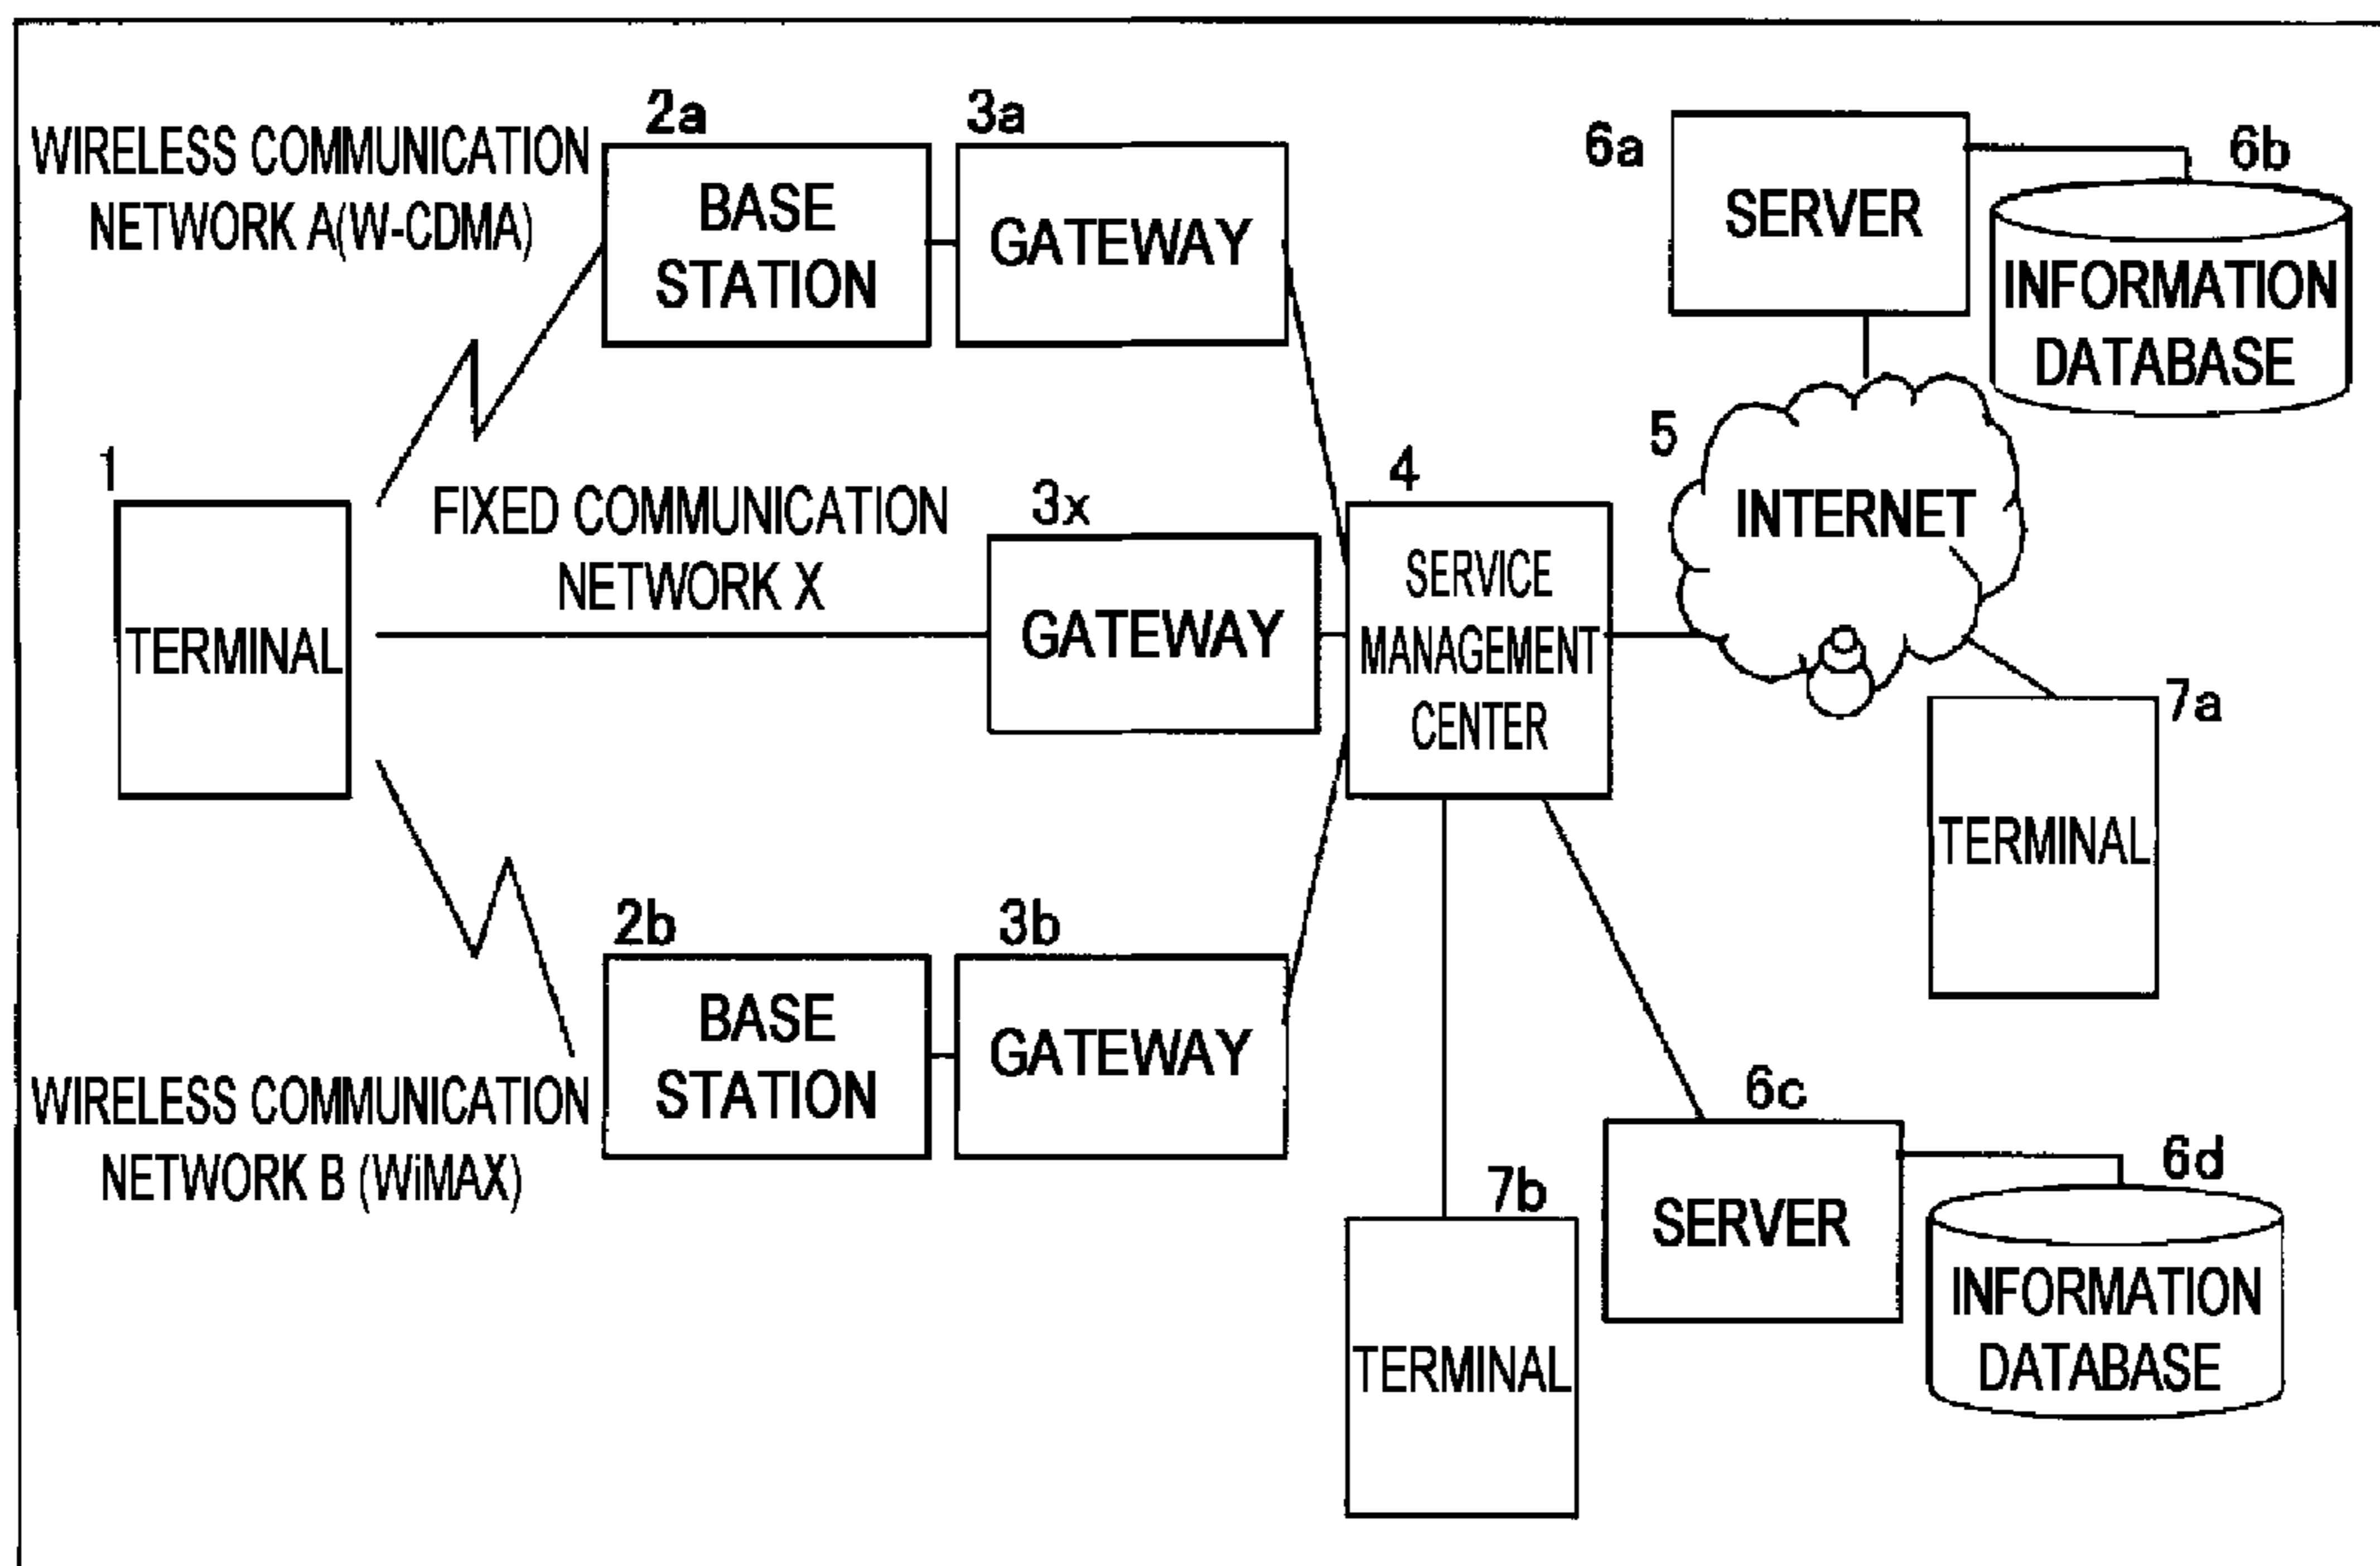 WIRELESS COMMUNICATION
NETWORK A(W-CDMA)
2a
BASE
STATION
3a
GATEWAY
6a
SERVER
6b
INFORMATION
DATABASE
1
TERMINAL
FIXED COMMUNICATION
NETWORK X
3x
GATEWAY
4
SERVICE
MANAGEMENT
CENTER
5
INTERNET
7a
TERMINAL
WIRELESS COMMUNICATION
NETWORK B (WiMAX)
2b
BASE
STATION
3b
GATEWAY
7b
TERMINAL
6c
SERVER
6d
INFORMATION
DATABASE